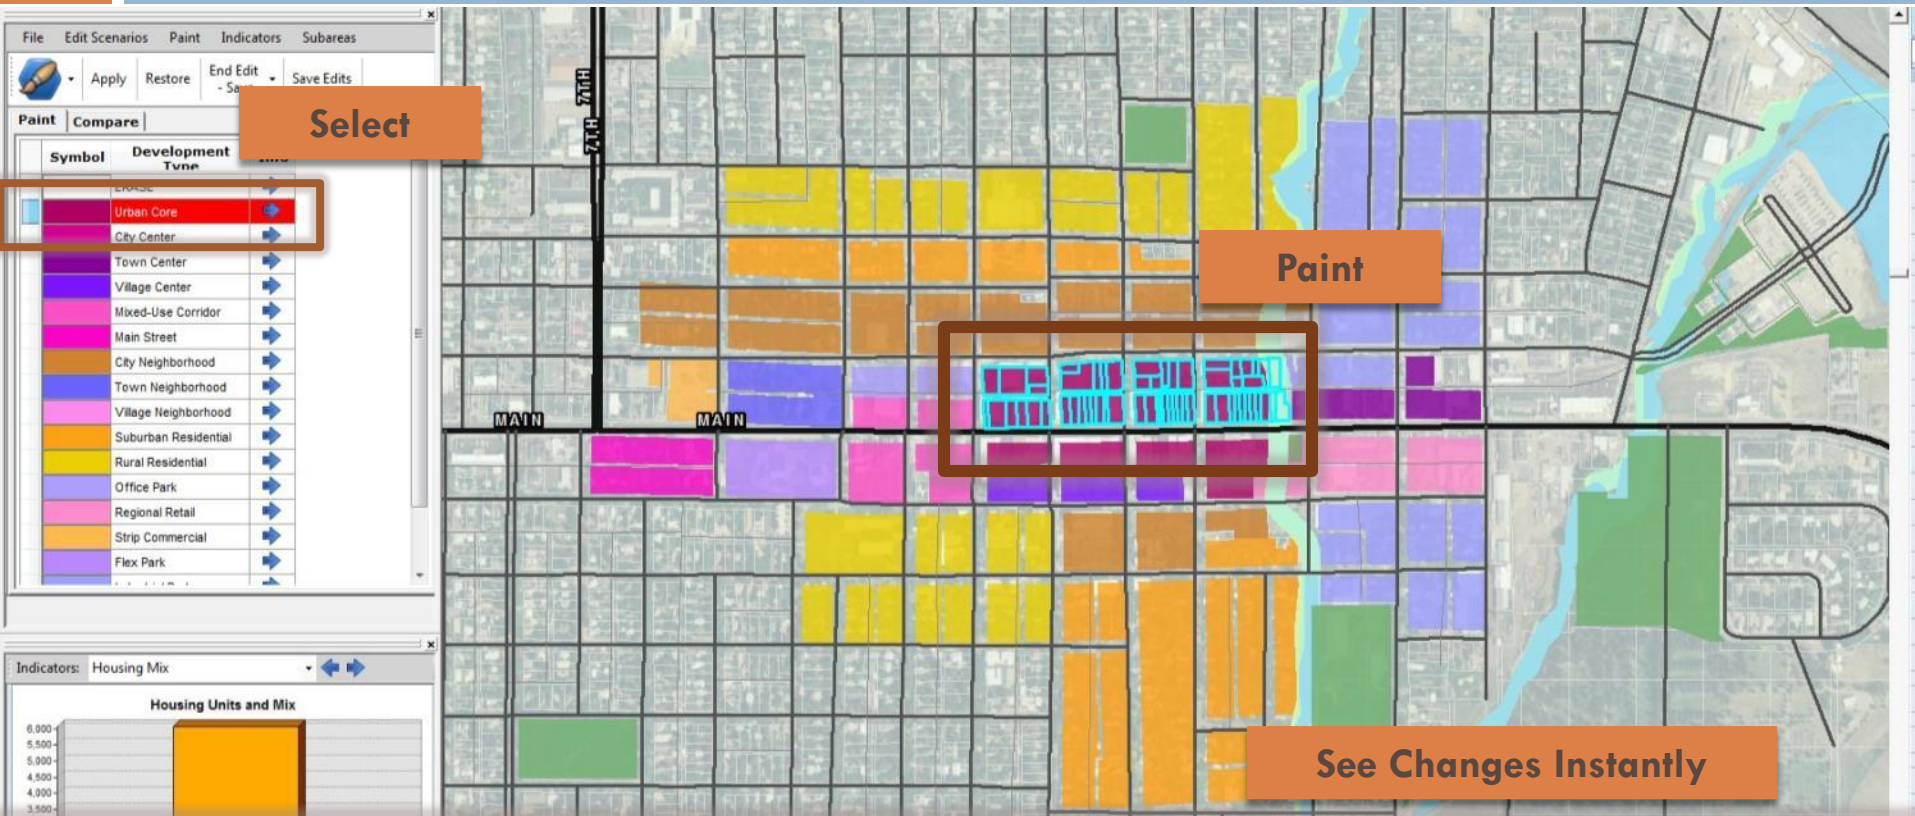 File Edit Scenarios Paint Indicators Subareas
Apply Restore End Edit Save Edits
Paint Compare
Select
Symbol Development Type
ERASE
Urban Core
City Center
Town Center
Village Center
Mixed-Use Corridor
Main Street
City Neighborhood
Town Neighborhood
Village Neighborhood
Suburban Residential
Rural Residential
Office Park
Regional Retail
Strip Commercial
Flex Park
7TH
7TH
Paint
MAIN MAIN
See Changes Instantly
Indicators: Housing Mix
Housing Units and Mix
6,000
5,500
5,000
4,500
4,000
3,500